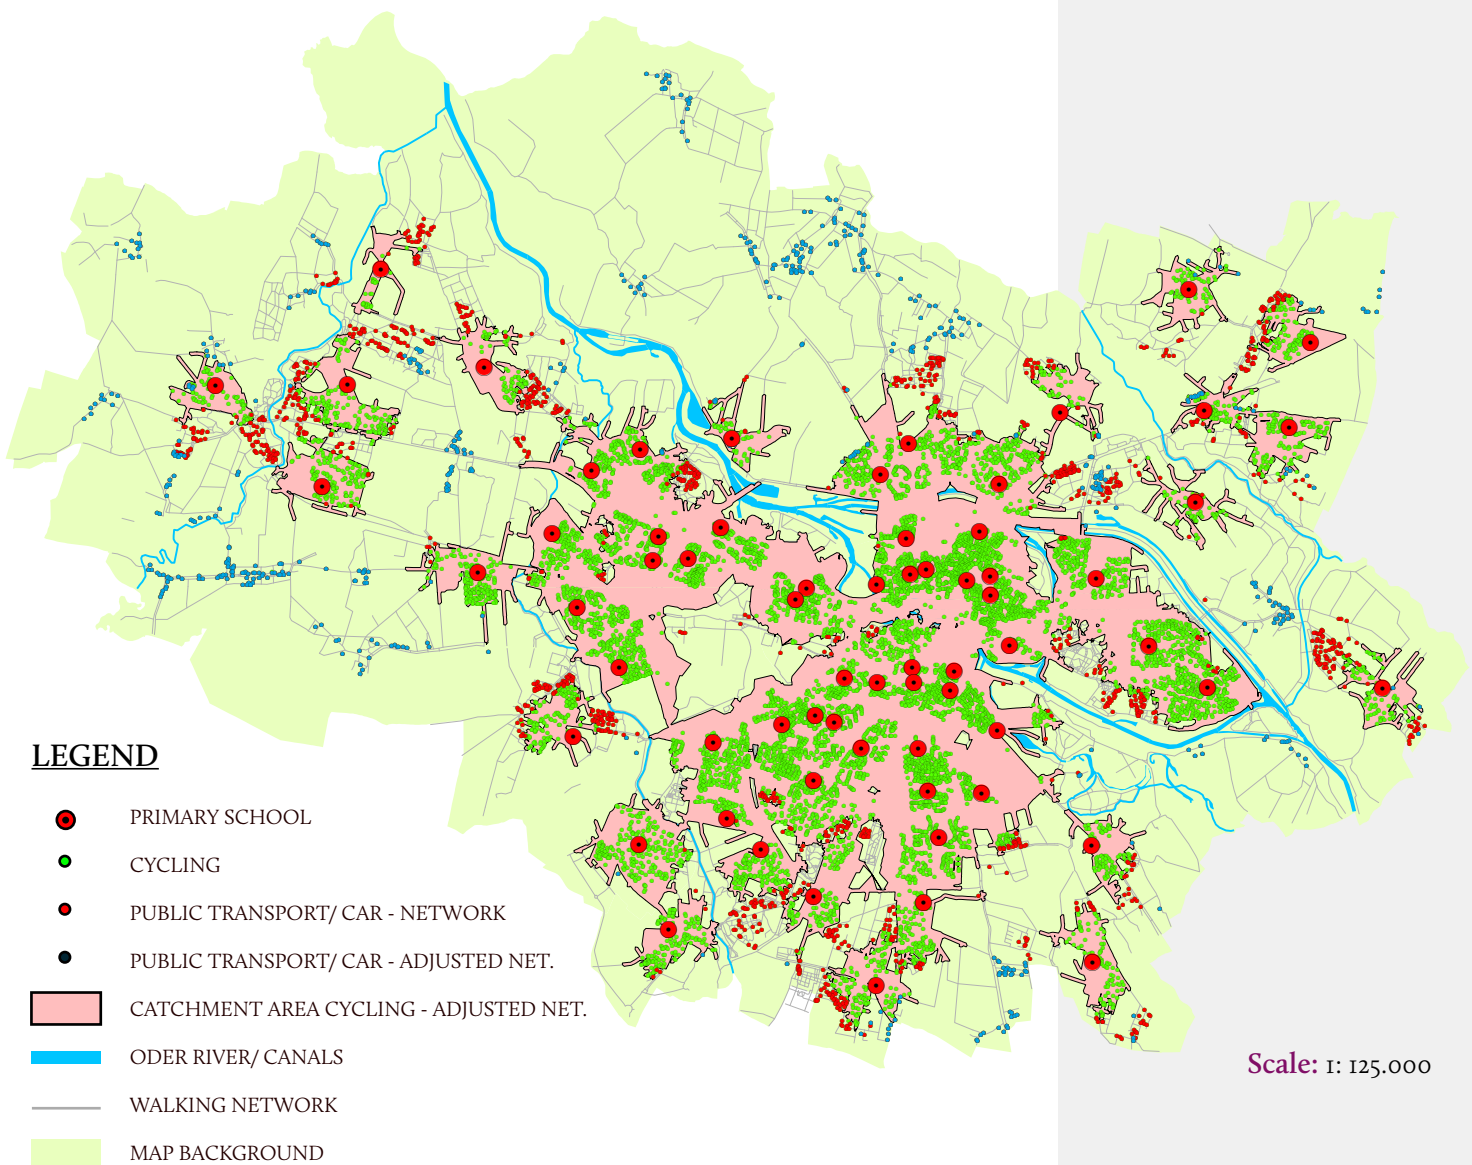 LEGEND
PRIMARY SCHOOL
CYCLING
PUBLIC TRANSPORT/ CAR - NETWORK
PUBLIC TRANSPORT/ CAR - ADJUSTED NET.
CATCHMENT AREA CYCLING - ADJUSTED NET.
ODER RIVER/ CANALS
WALKING NETWORK
MAP BACKGROUND
Scale: 1: 125.000